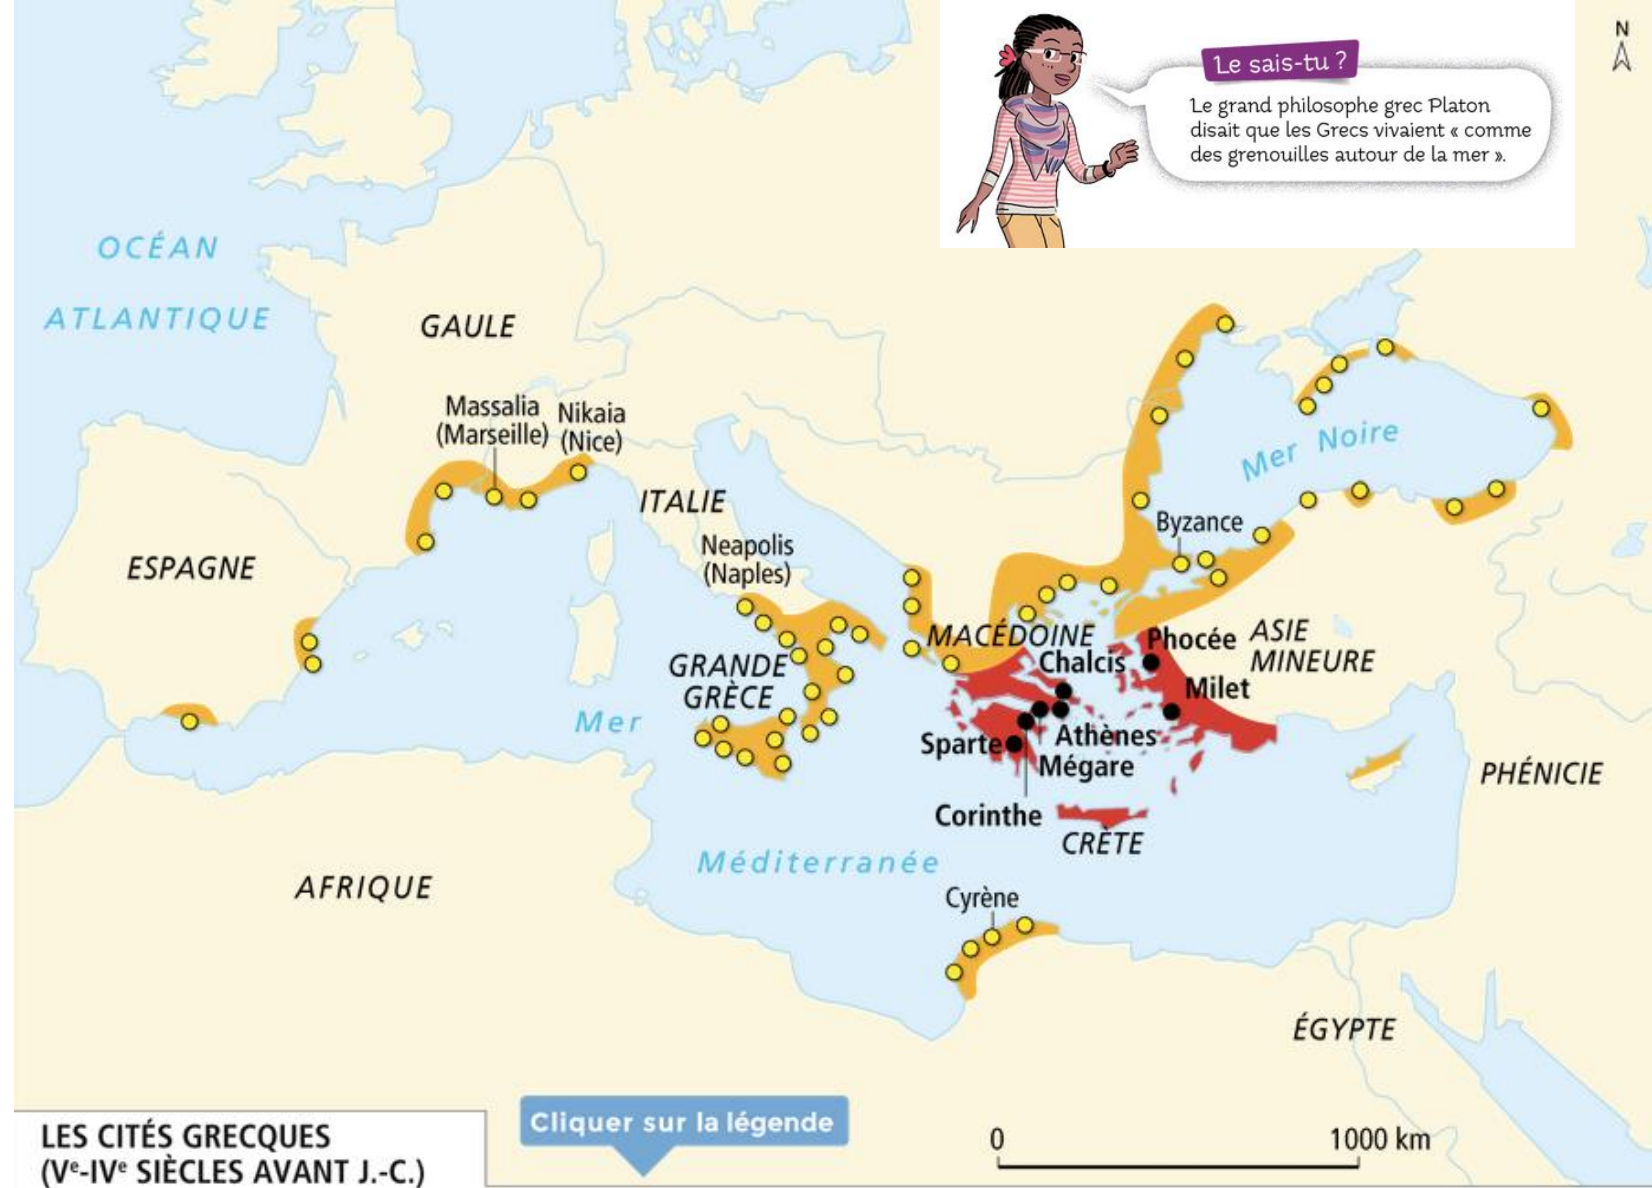 N
Le sais-tu ?
Le grand philosophe grec Platon
disait que les Grecs vivaient « comme
des grenouilles autour de la mer ».
OCÉAN
ATLANTIQUE
GAULE
Massalia
(Marseille)
Nikaia
(Nice)
Mer Noire
ITALIE
ESPAGNE
Neapolis
(Naples)
Byzance
MACÉDOINE
Phocée
ASIE
MINEURE
Chalcis
GRANDE
GRÈCE
Milet
Mer
Sparte
Athènes
Mégare
PHÉNICIE
Corinthe
CRÈTE
Méditerranée
AFRIQUE
Cyrène
ÉGYPTE
LES CITÉS GRECQUES
(Ve-IVe SIÈCLES AVANT J.-C.)
Cliquer sur la légende
0
1000 km